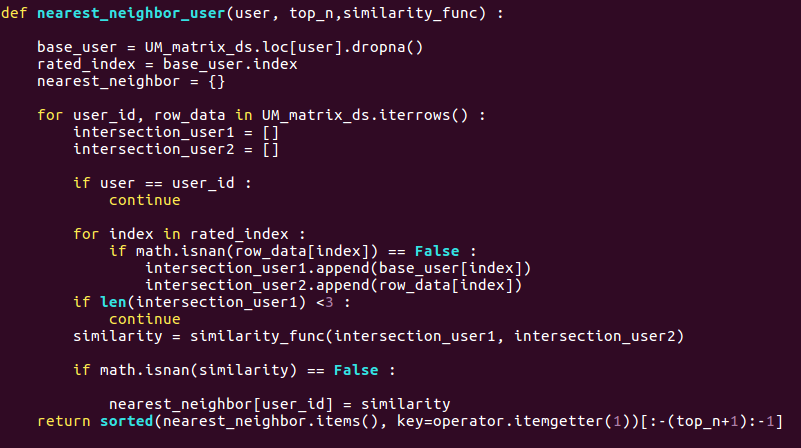 def nearest_neighbor_user(user, top_n,similarity_func) :
    base_user = UM_matrix_ds.loc[user].dropna()
    rated_index = base_user.index
    nearest_neighbor = {}
    for user_id, row_data in UM_matrix_ds.iterrows() :
        intersection_user1 = []
        intersection_user2 = []
        if user == user_id :
            continue
        for index in rated_index :
            if math.isnan(row_data[index]) == False :
                intersection_user1.append(base_user[index])
                intersection_user2.append(row_data[index])
        if len(intersection_user1) <3 :
            continue
        similarity = similarity_func(intersection_user1, intersection_user2)
        if math.isnan(similarity) == False :
            nearest_neighbor[user_id] = similarity
    return sorted(nearest_neighbor.items(), key=operator.itemgetter(1))[:-(top_n+1):-1]